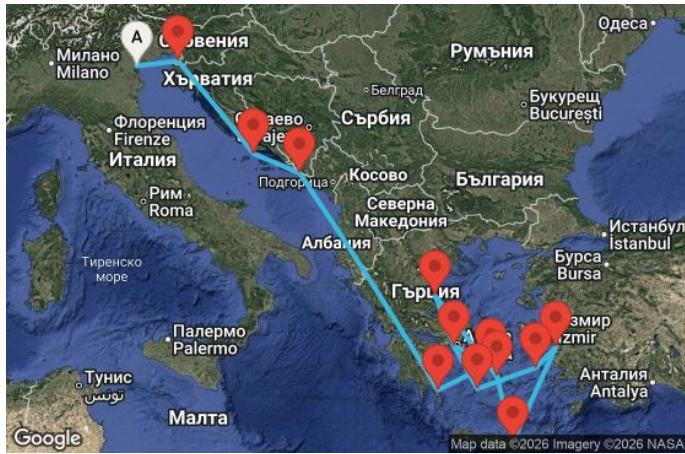 A
Словения
Одеса
Милано
Milano
Румъния
Хърватия
Белград
Букурещ
București
Флоренция
Firenze
Сърбия
Италия
Подгорица
Косово
България
Рим
Roma
Северна
Македония
Истанбул
İstanbul
Албания
Бурса
Bursa
Тиренско
море
Гърция
Палермо
Palermo
Измир
Izmir
Тунис
تونس
Анталия
Antalya
Малта
Google
Map data ©2026 Imagery ©2026 NASA